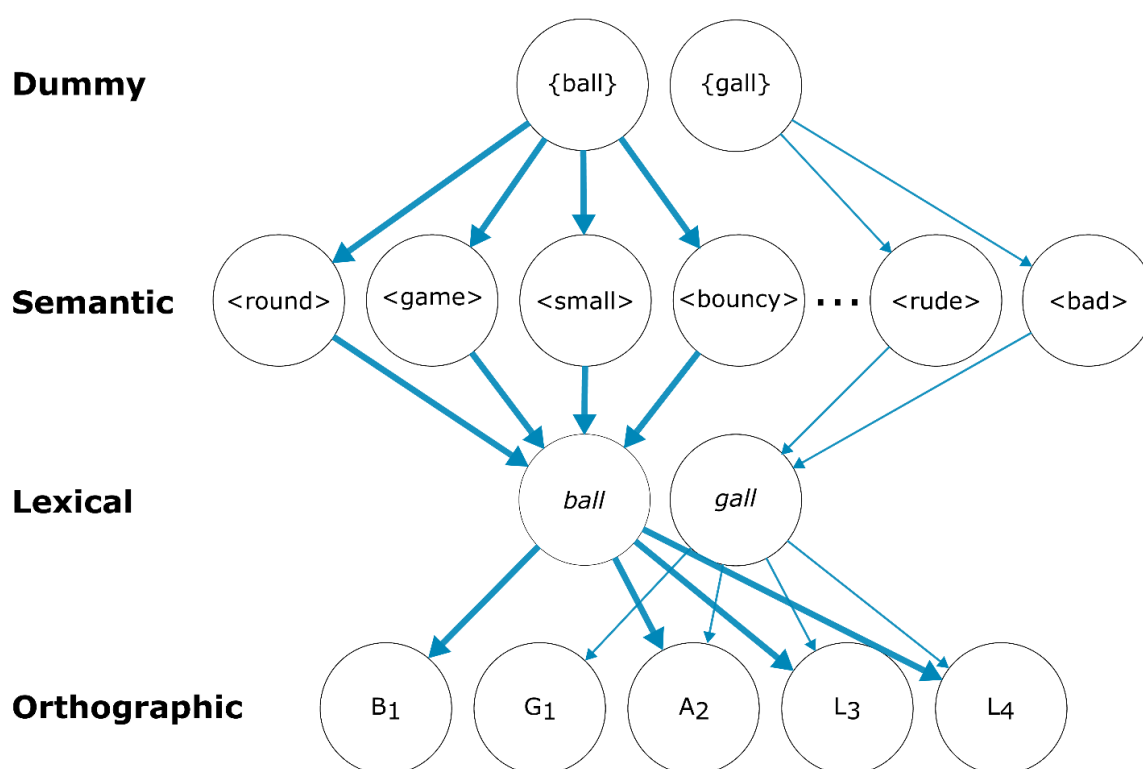 Dummy {ball} {gall}
Semantic <round> <game> <small> <bouncy> ... <rude> <bad>
Lexical ball gall
Orthographic B1 G1 A2 L3 L4